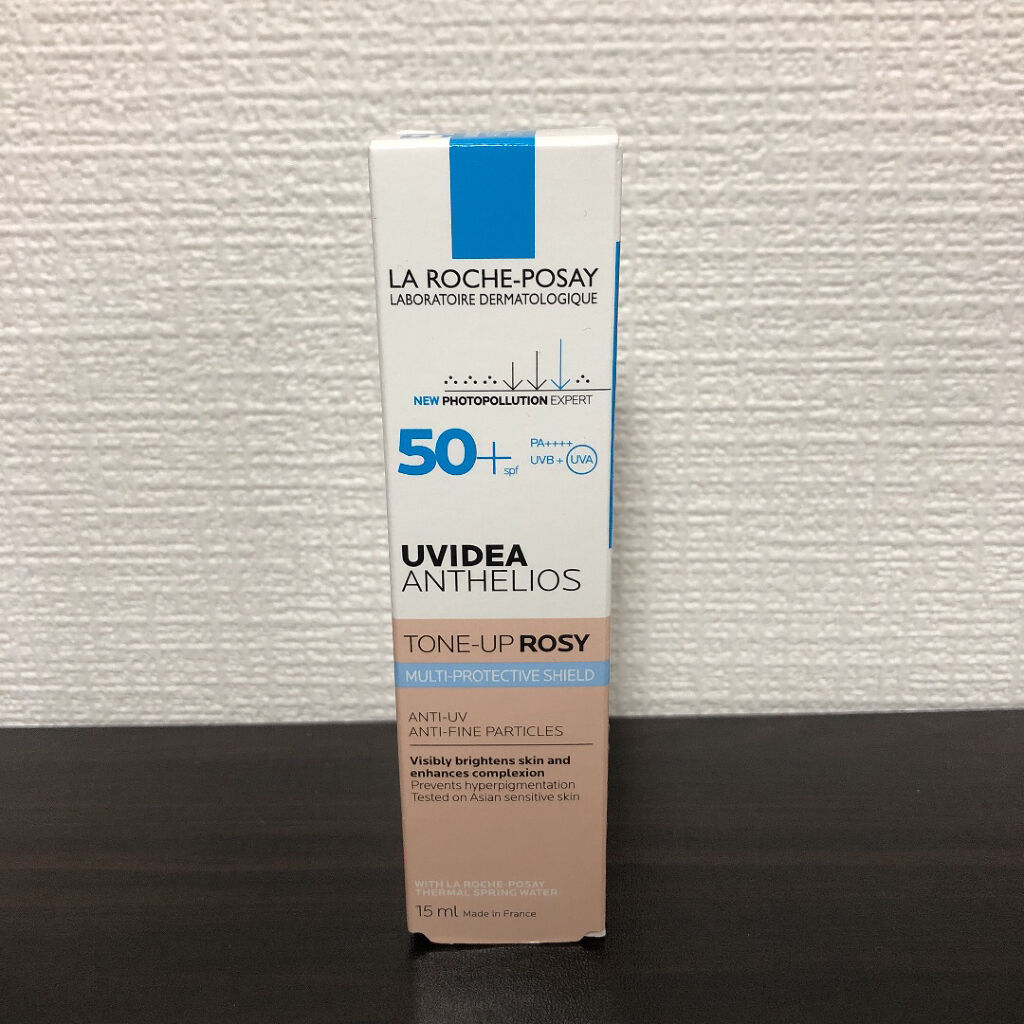 LA ROCHE-POSAY
LABORATOIRE DERMATOLOGIQUE
NEW PHOTOPOLLUTION EXPERT
50+ spf
PA++++
UVB + UVA
UVIDEA
ANTHELIOS
TONE-UP ROSY
MULTI-PROTECTIVE SHIELD
ANTI-UV
ANTI-FINE PARTICLES
Visibly brightens skin and
enhances complexion
Prevents hyperpigmentation
Tested on Asian sensitive skin
WITH LA ROCHE-POSAY
THERMAL SPRING WATER
15 ml Made in France